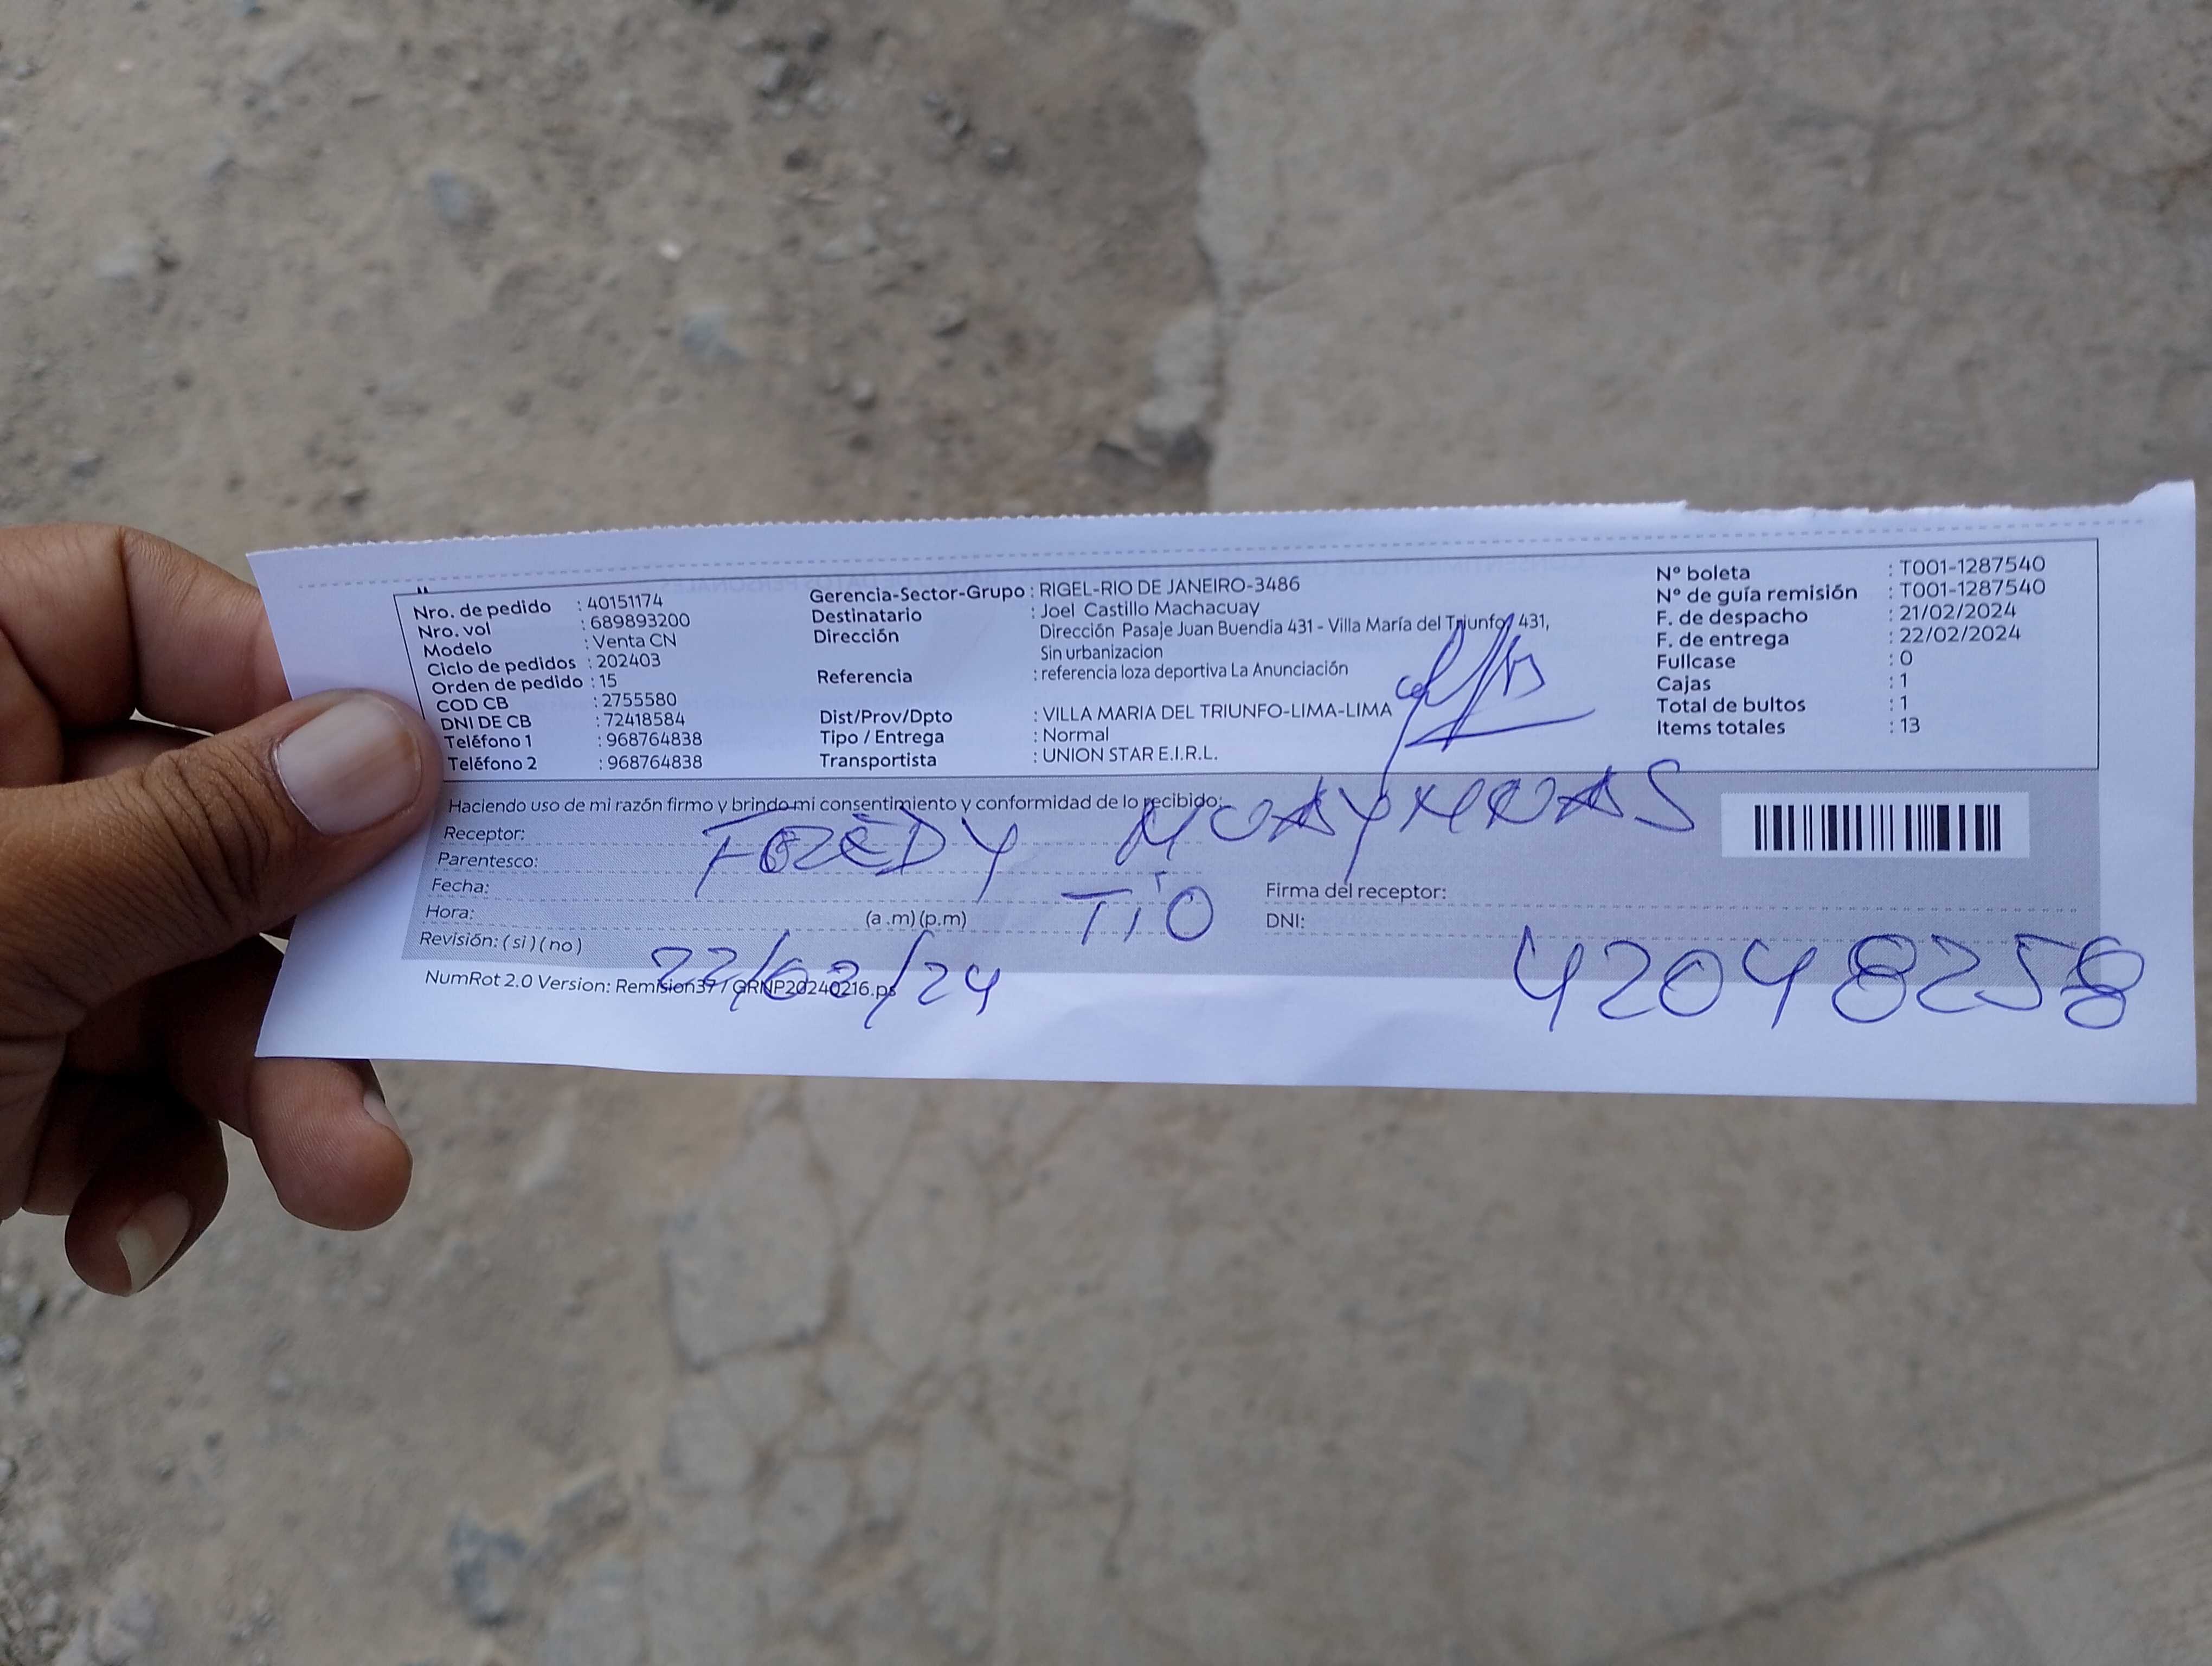 Nro. de pedido : 40151174
Nro. vol : 689893200
Modelo : Venta CN
Ciclo de pedidos : 202403
Orden de pedido : 15
COD CB : 2755580
DNI DE CB : 72418584
Teléfono 1 : 968764838
Teléfono 2 : 968764838
Gerencia-Sector-Grupo : RIGEL-RIO DE JANEIRO-3486
Destinatario : Joel Castillo Machacuay
Dirección Dirección Pasaje Juan Buendia 431 - Villa María del Triunfo, 431,
Sin urbanizacion
Referencia : referencia loza deportiva La Anunciación
Dist/Prov/Dpto : VILLA MARIA DEL TRIUNFO-LIMA-LIMA
Tipo / Entrega : Normal
Transportista : UNION STAR E.I.R.L.
Nº boleta : T001-1287540
Nº de guía remisión : T001-1287540
F. de despacho : 21/02/2024
F. de entrega : 22/02/2024
Fullcase : 0
Cajas : 1
Total de bultos : 1
Items totales : 13
Haciendo uso de mi razón firmo y brindo mi consentimiento y conformidad de lo recibido:
Receptor: FREDY
Parentesco: TIO
Fecha: 22/02/24
Hora: (a .m) (p.m)
Revisión: ( si ) ( no )
Firma del receptor:
DNI: 42048258
NumRot 2.0 Version: Remision37 / GRNP20240216.ps